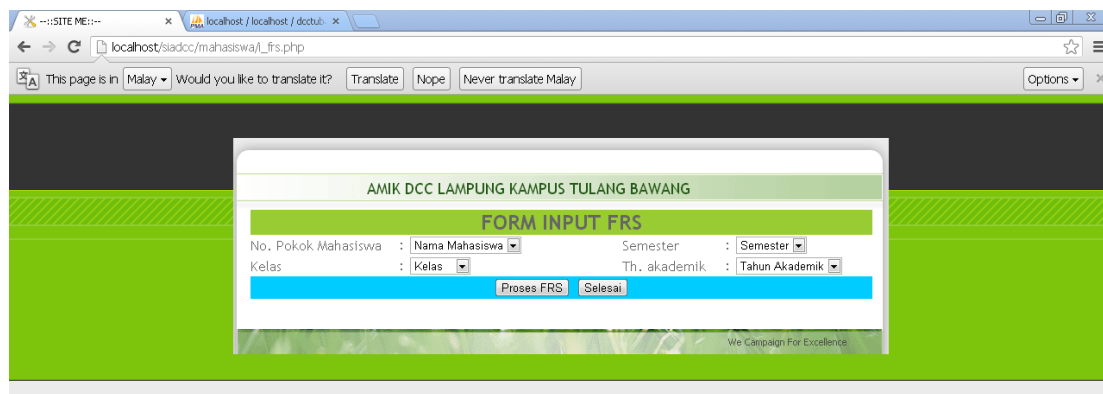 --::SITE ME::-- localhost / localhost / dcctub
localhost/siadcc/mahasiswa/i_frs.php
This page is in Malay Would you like to translate it? Translate Nope Never translate Malay Options
AMIK DCC LAMPUNG KAMPUS TULANG BAWANG
FORM INPUT FRS
No. Pokok Mahasiswa : Nama Mahasiswa Semester : Semester
Kelas : Kelas Th. akademik : Tahun Akademik
Proses FRS Selesai
We Campaign For Excellence